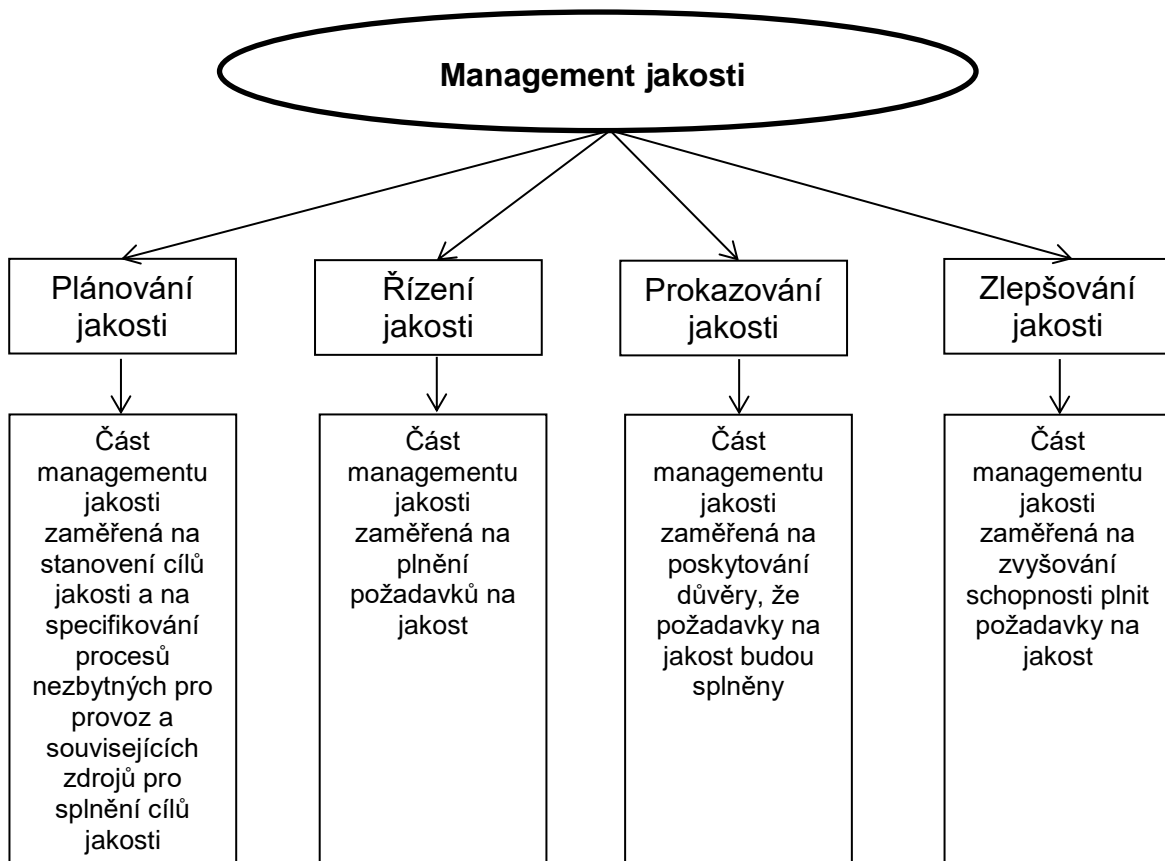 Management jakosti
Plánování
jakosti
Řízení
jakosti
Prokazování
jakosti
Zlepšování
jakosti
Část
managementu
jakosti
zaměřená na
stanovení cílů
jakosti a na
specifikování
procesů
nezbytných pro
provoz a
souvisejících
zdrojů pro
splnění cílů
jakosti
Část
managementu
jakosti
zaměřená na
plnění
požadavků na
jakost
Část
managementu
jakosti
zaměřená na
poskytování
důvěry, že
požadavky na
jakost budou
splněny
Část
managementu
jakosti
zaměřená na
zvyšování
schopnosti plnit
požadavky na
jakost